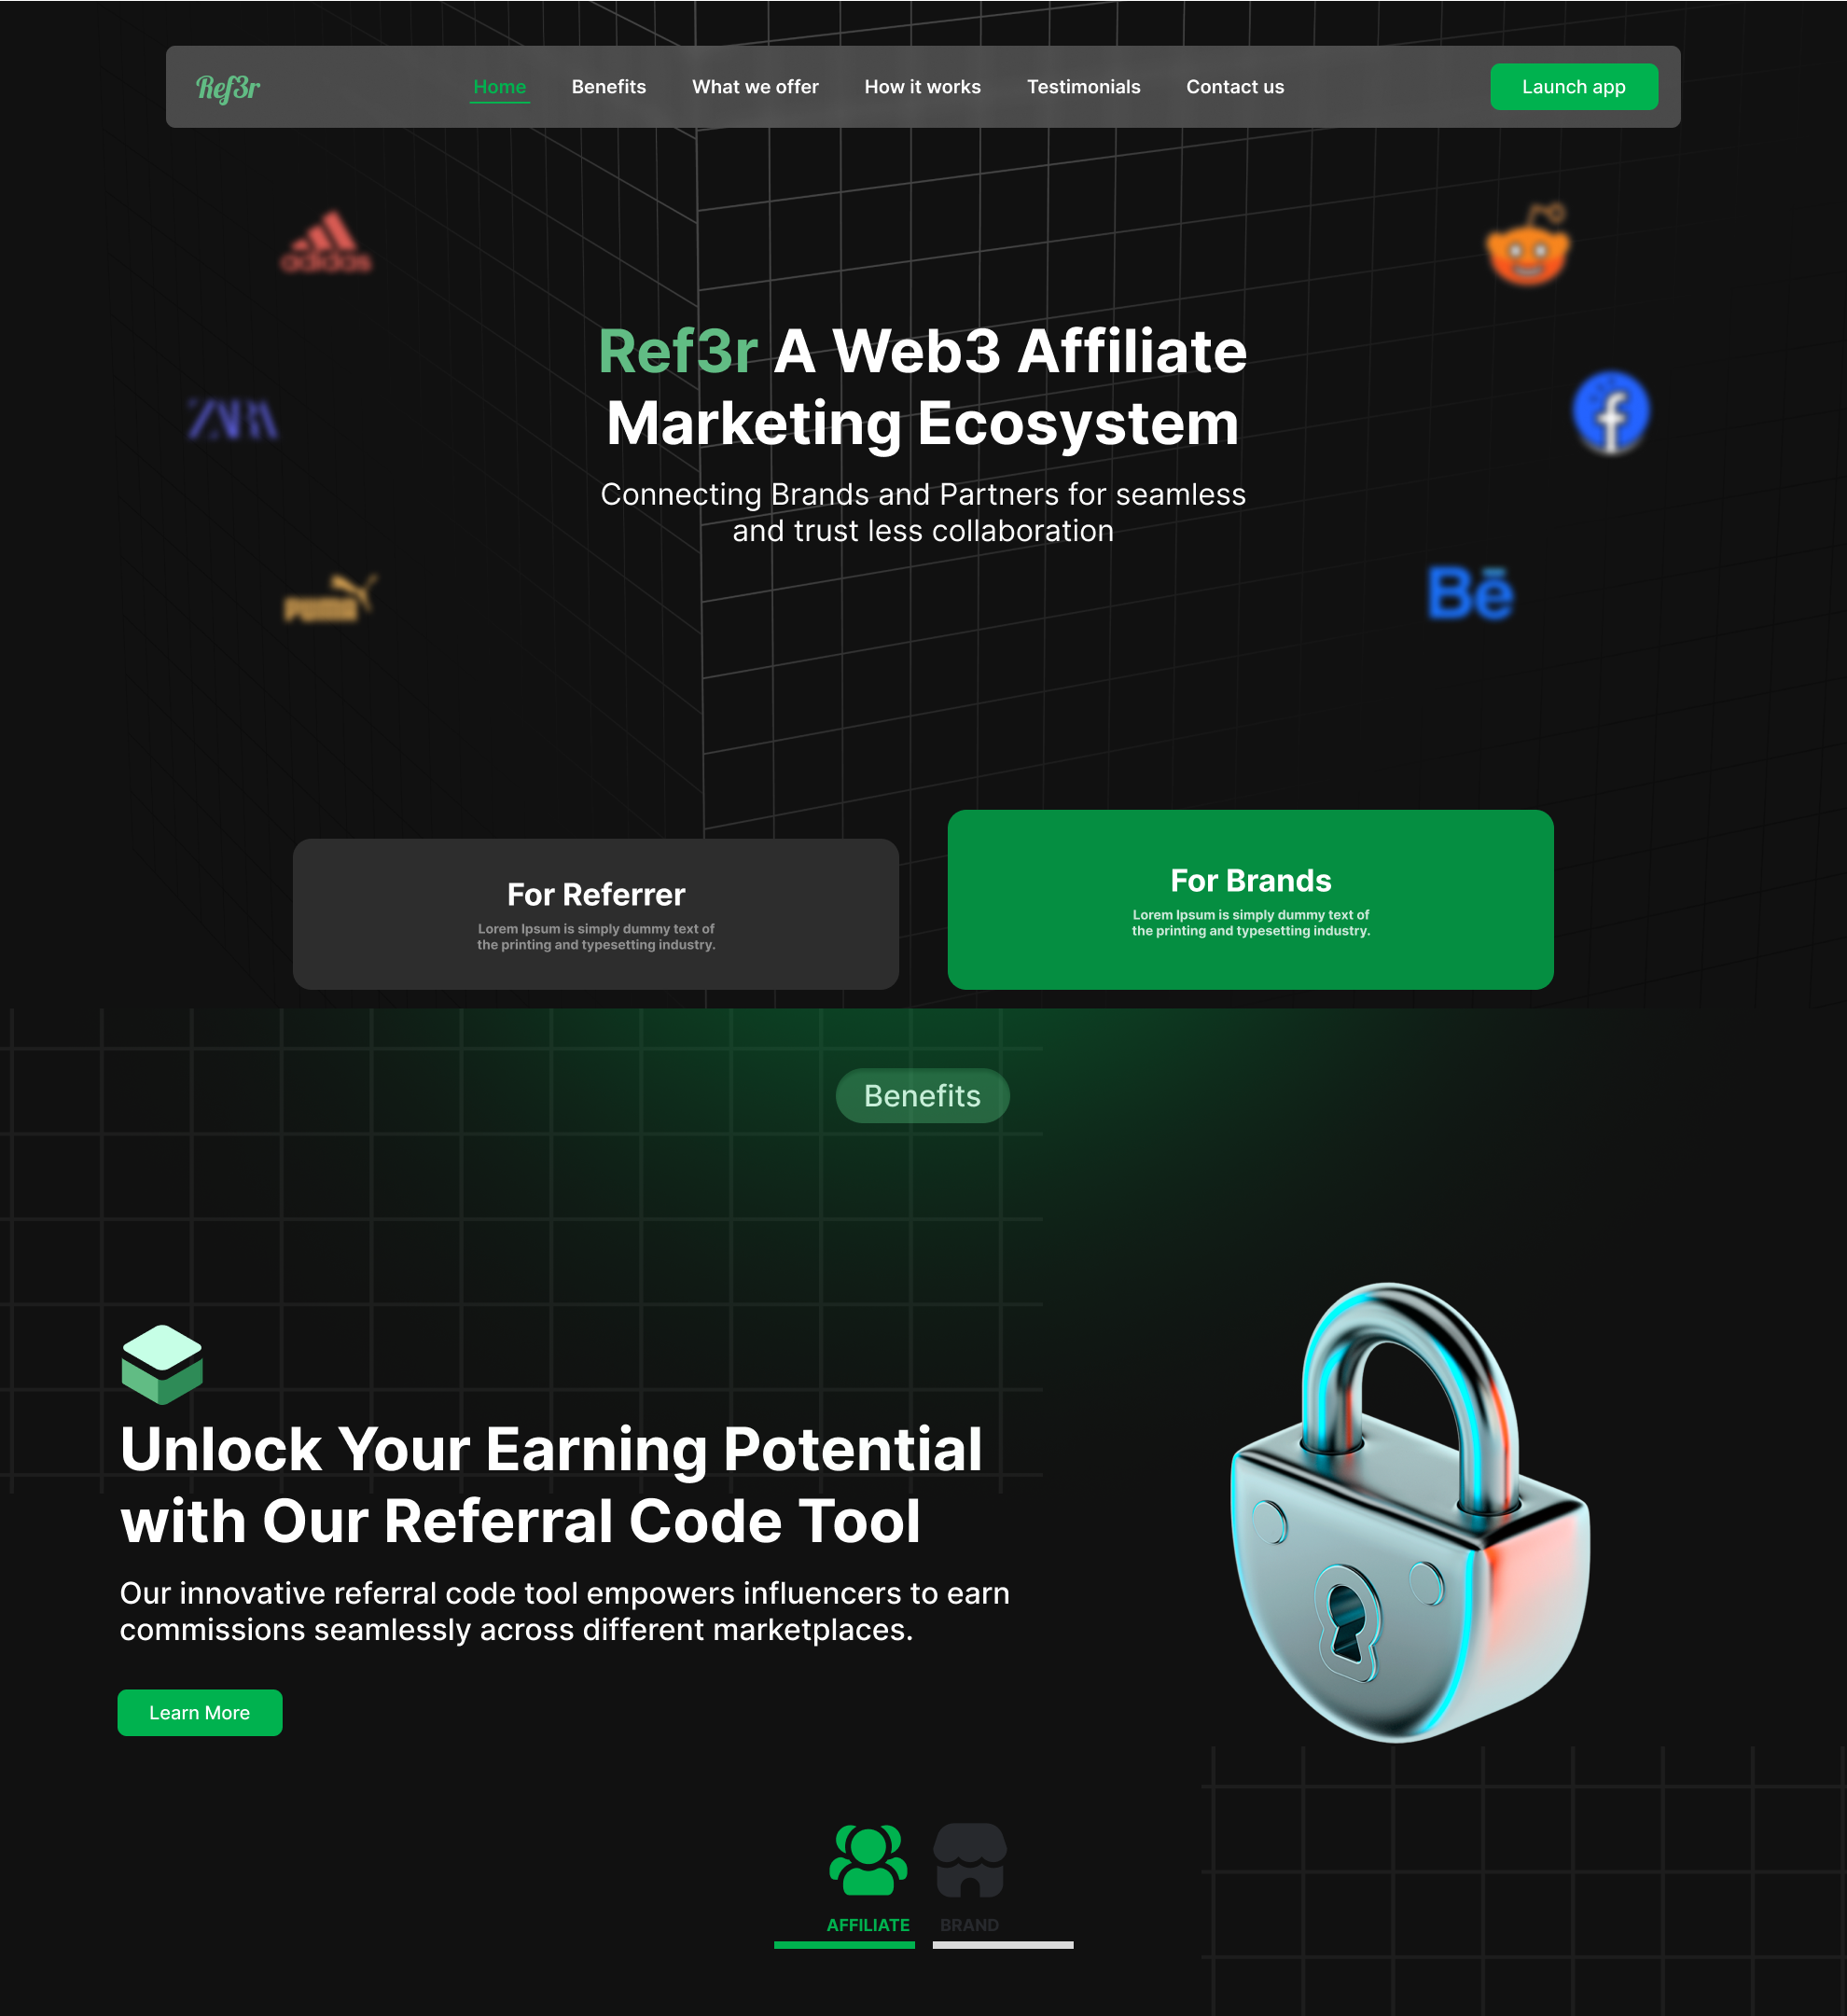 Ref3r
Home
Benefits
What we offer
How it works
Testimonials
Contact us
Launch app
adidas
ZARA
PUMA
Bē
Ref3r A Web3 Affiliate
Marketing Ecosystem
Connecting Brands and Partners for seamless
and trust less collaboration
For Referrer
Lorem Ipsum is simply dummy text of
the printing and typesetting industry.
For Brands
Lorem Ipsum is simply dummy text of
the printing and typesetting industry.
Benefits
Unlock Your Earning Potential
with Our Referral Code Tool
Our innovative referral code tool empowers influencers to earn
commissions seamlessly across different marketplaces.
Learn More
AFFILIATE
BRAND